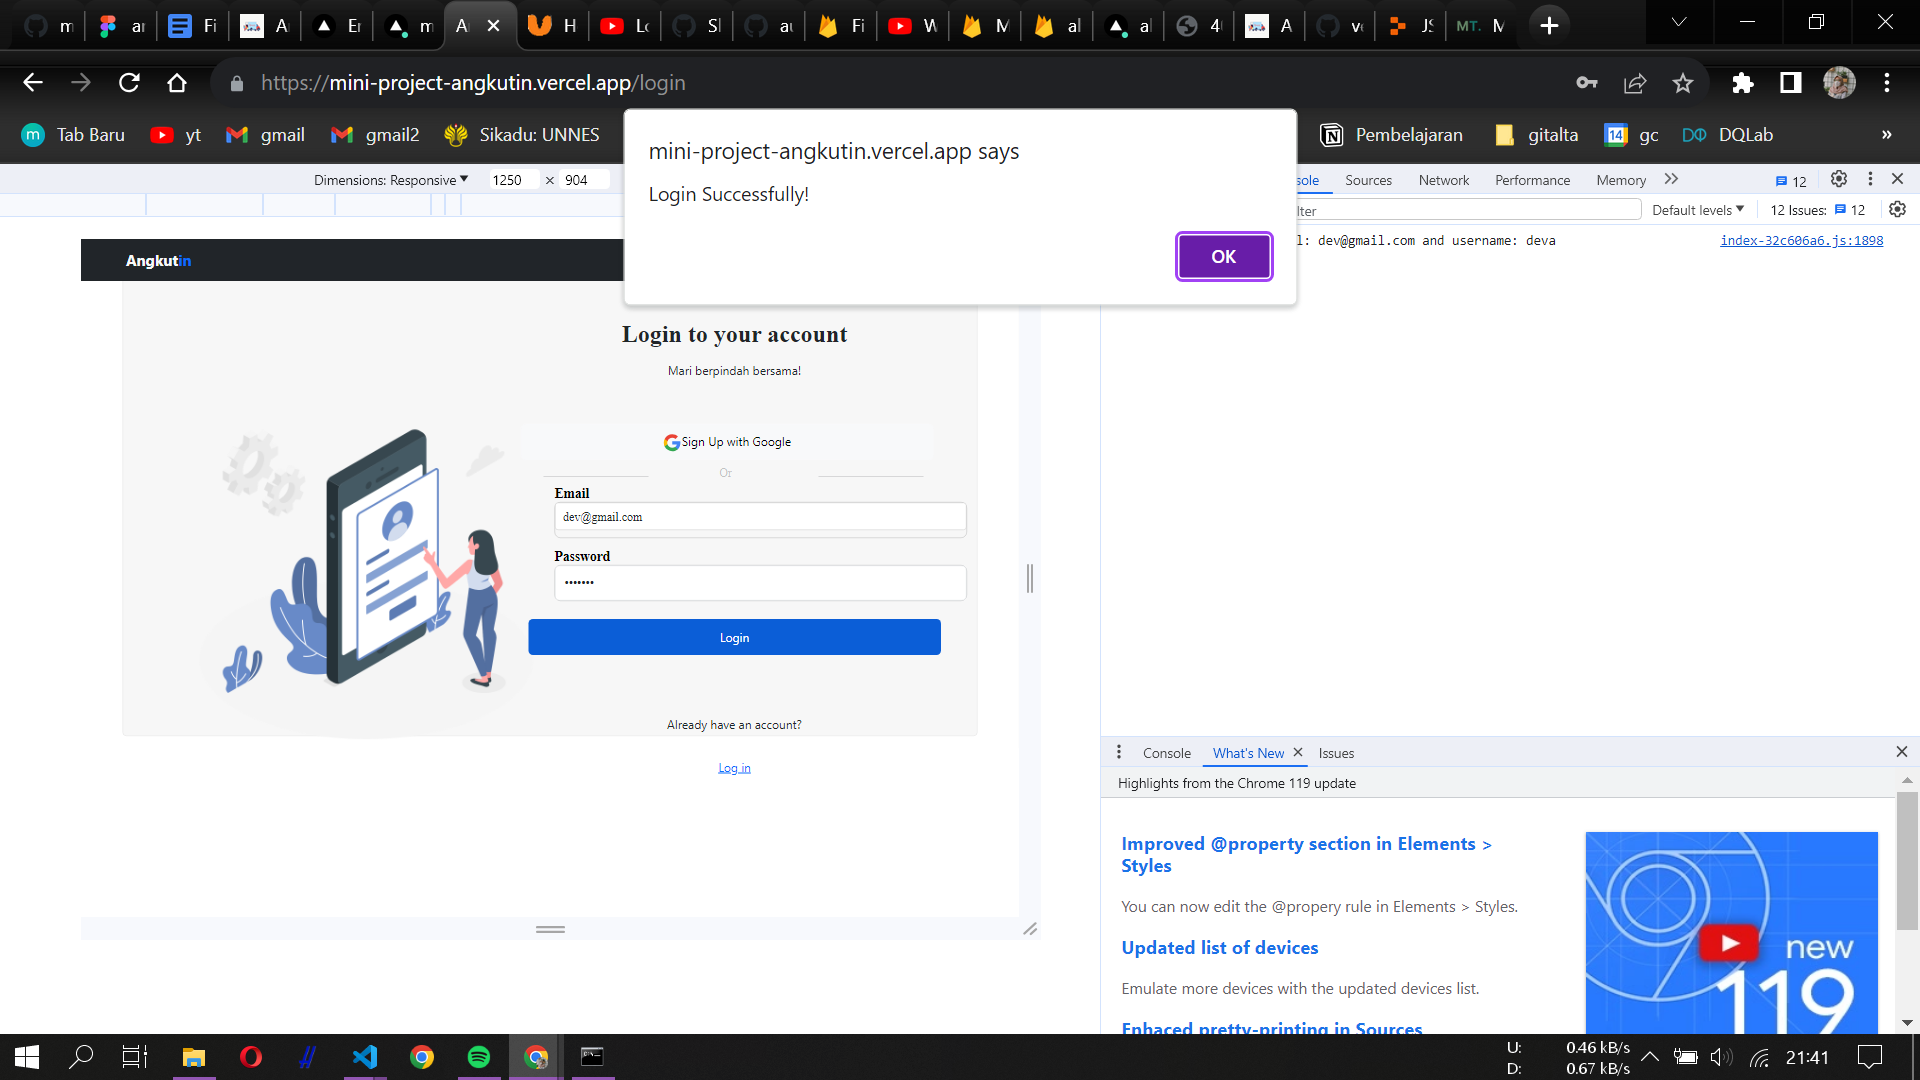 m
ar
Fi
A
Er
m
A
H
Lo
Sl
au
Fi
W
M
al
al
4(
A
ve
JS
MT. M
https://mini-project-angkutin.vercel.app/login
Tab Baru
yt
gmail
gmail2
Sikadu: UNNES
Pembelajaran
gitalta
14
gc
DQLab
»
mini-project-angkutin.vercel.app says
Login Successfully!
OK
Dimensions: Responsive
1250 × 904
sole
Sources
Network
Performance
Memory
12
lter
Default levels
12 Issues: 12
l: dev@gmail.com and username: deva
index-32c606a6.js:1898
Angkutin
Login to your account
Mari berpindah bersama!
Sign Up with Google
Or
Email
dev@gmail.com
Password
•••••••
Login
Already have an account?
Log in
Console
What's New
Issues
Highlights from the Chrome 119 update
Improved @property section in Elements >
Styles
You can now edit the @propery rule in Elements > Styles.
Updated list of devices
Emulate more devices with the updated devices list.
Enhaced pretty-printing in Sources
new
119
U: 0.46 kB/s
D: 0.67 kB/s
21:41